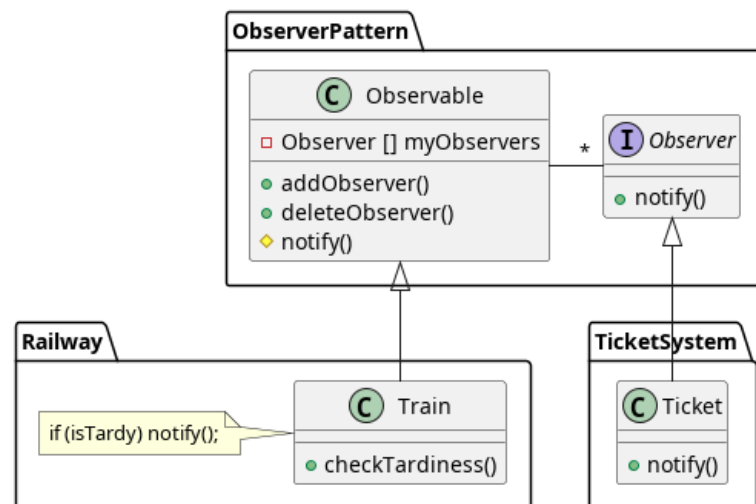 ObserverPattern
C Observable
Observer [] myObservers
addObserver()
deleteObserver()
notify()
*
I Observer
notify()
Railway
if (isTardy) notify();
C Train
checkTardiness()
TicketSystem
C Ticket
notify()